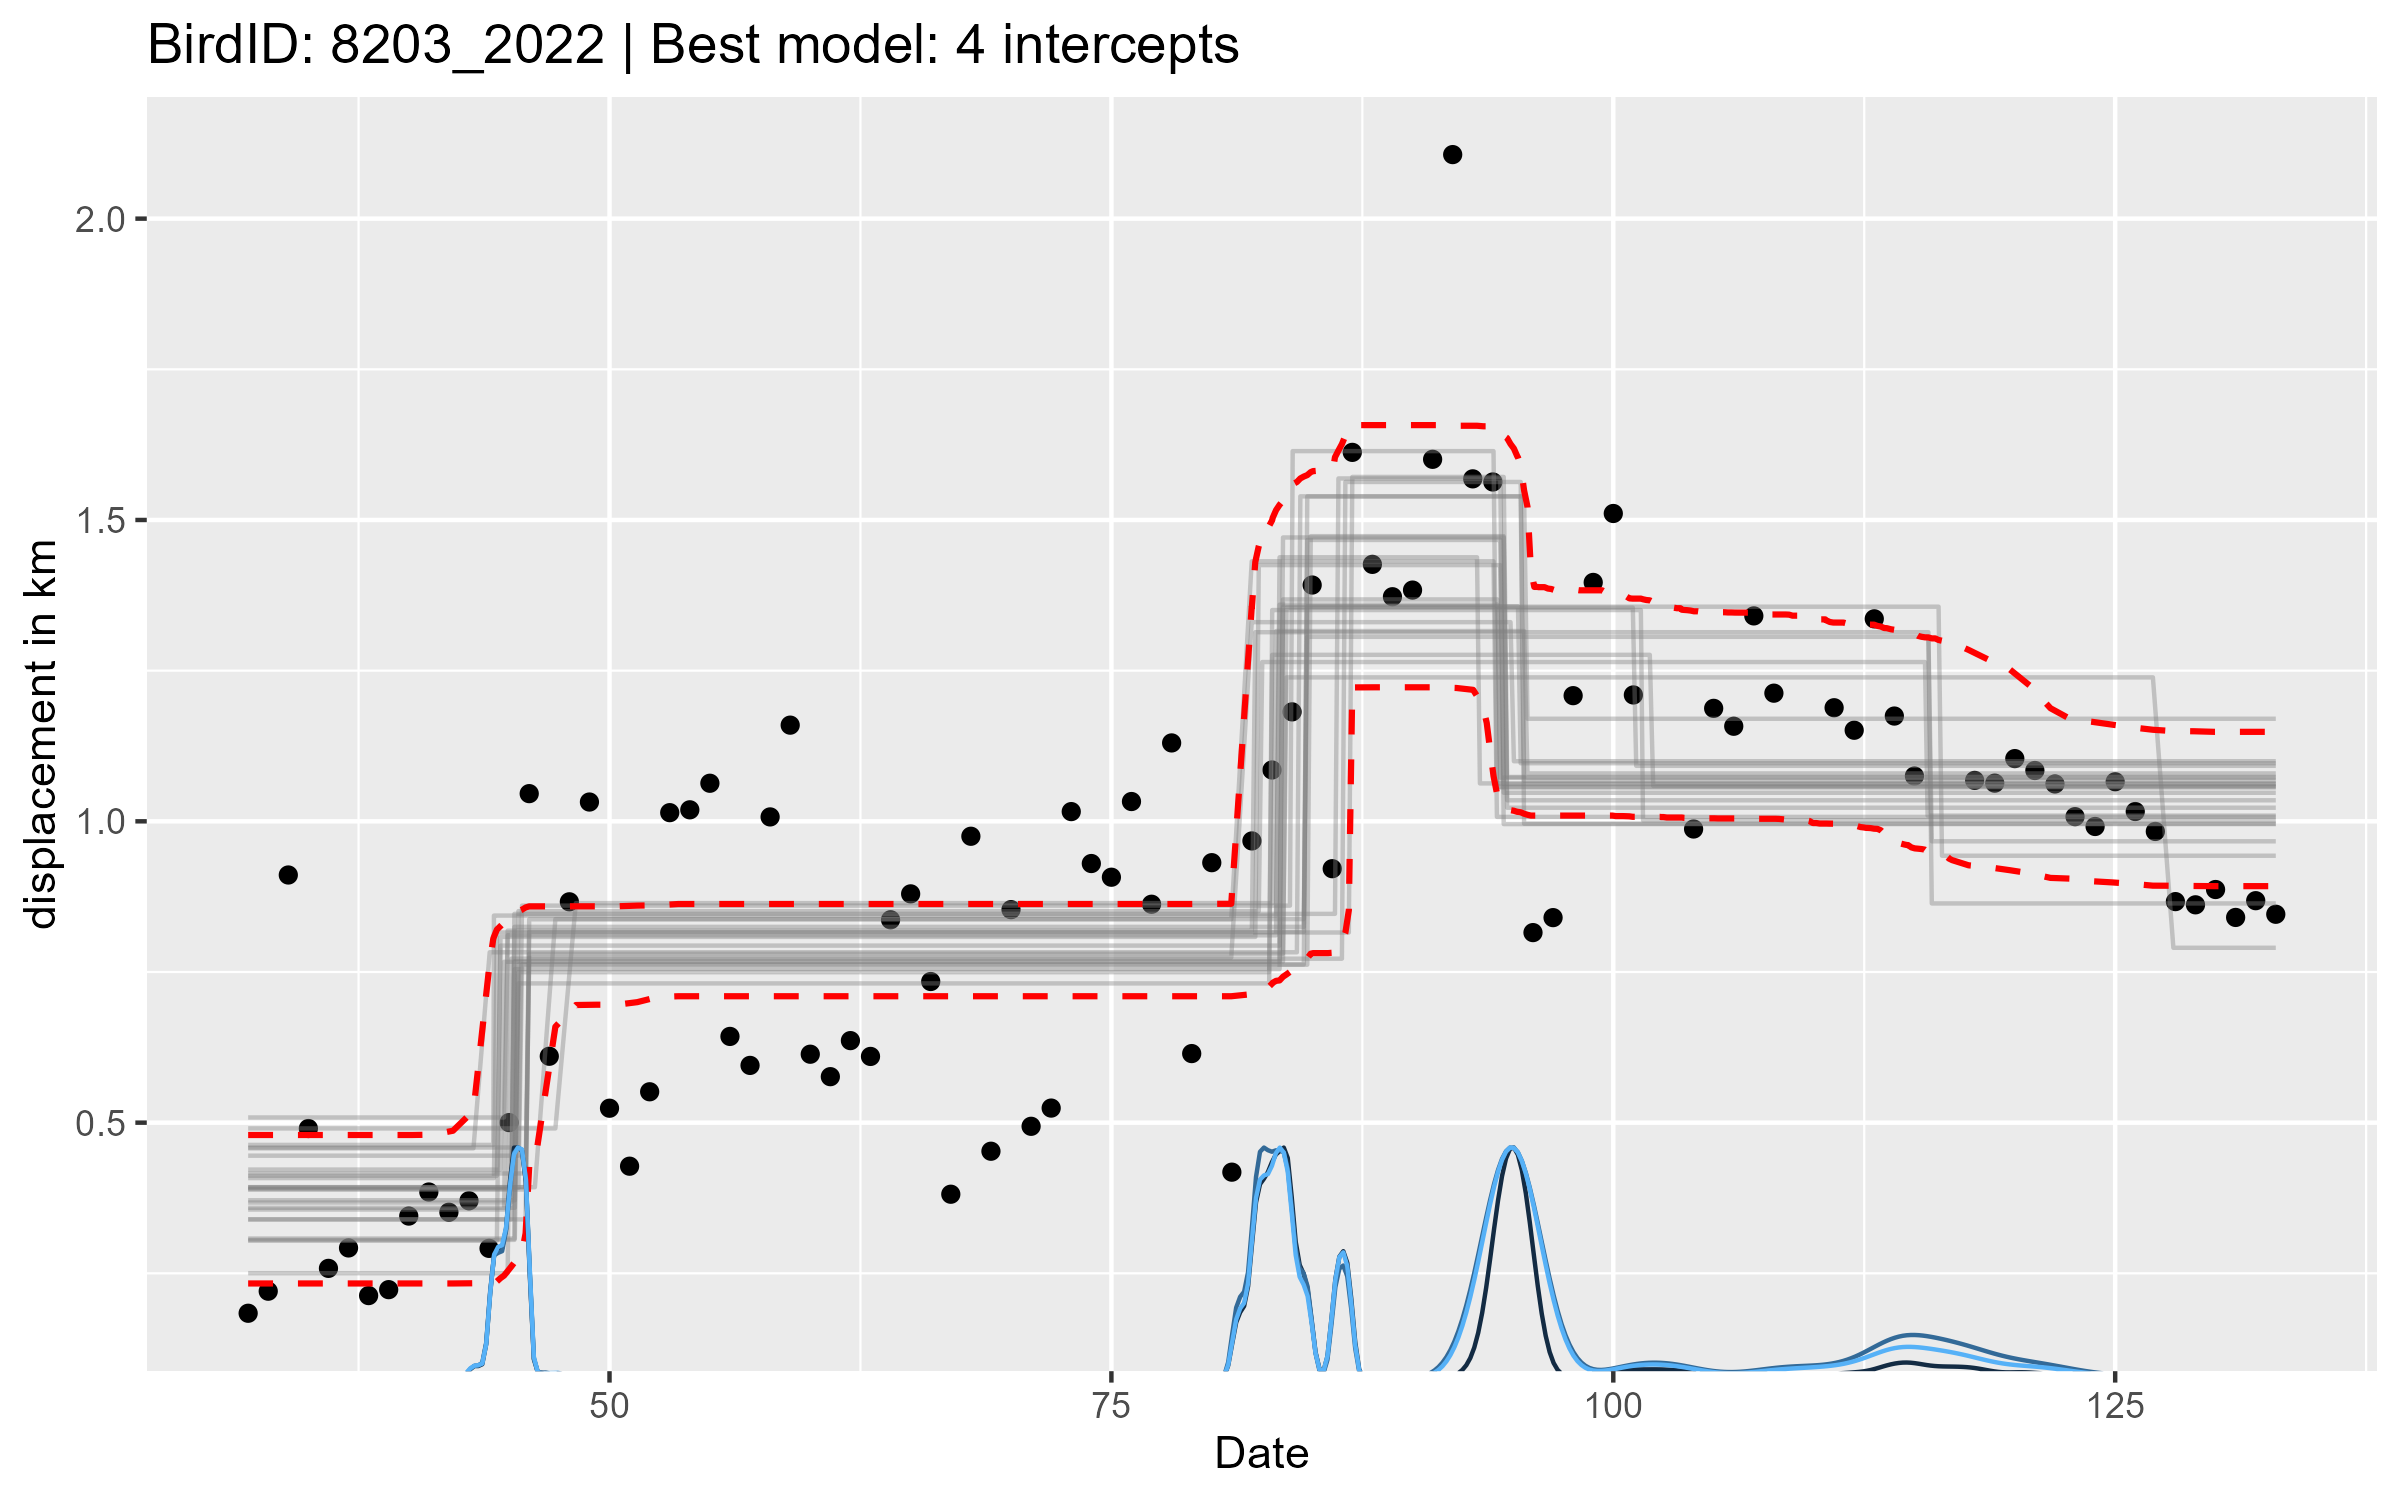 BirdID: 8203_2022 | Best model: 4 intercepts
displacement in km
2.0
1.5
1.0
0.5
50
75
100
125
Date